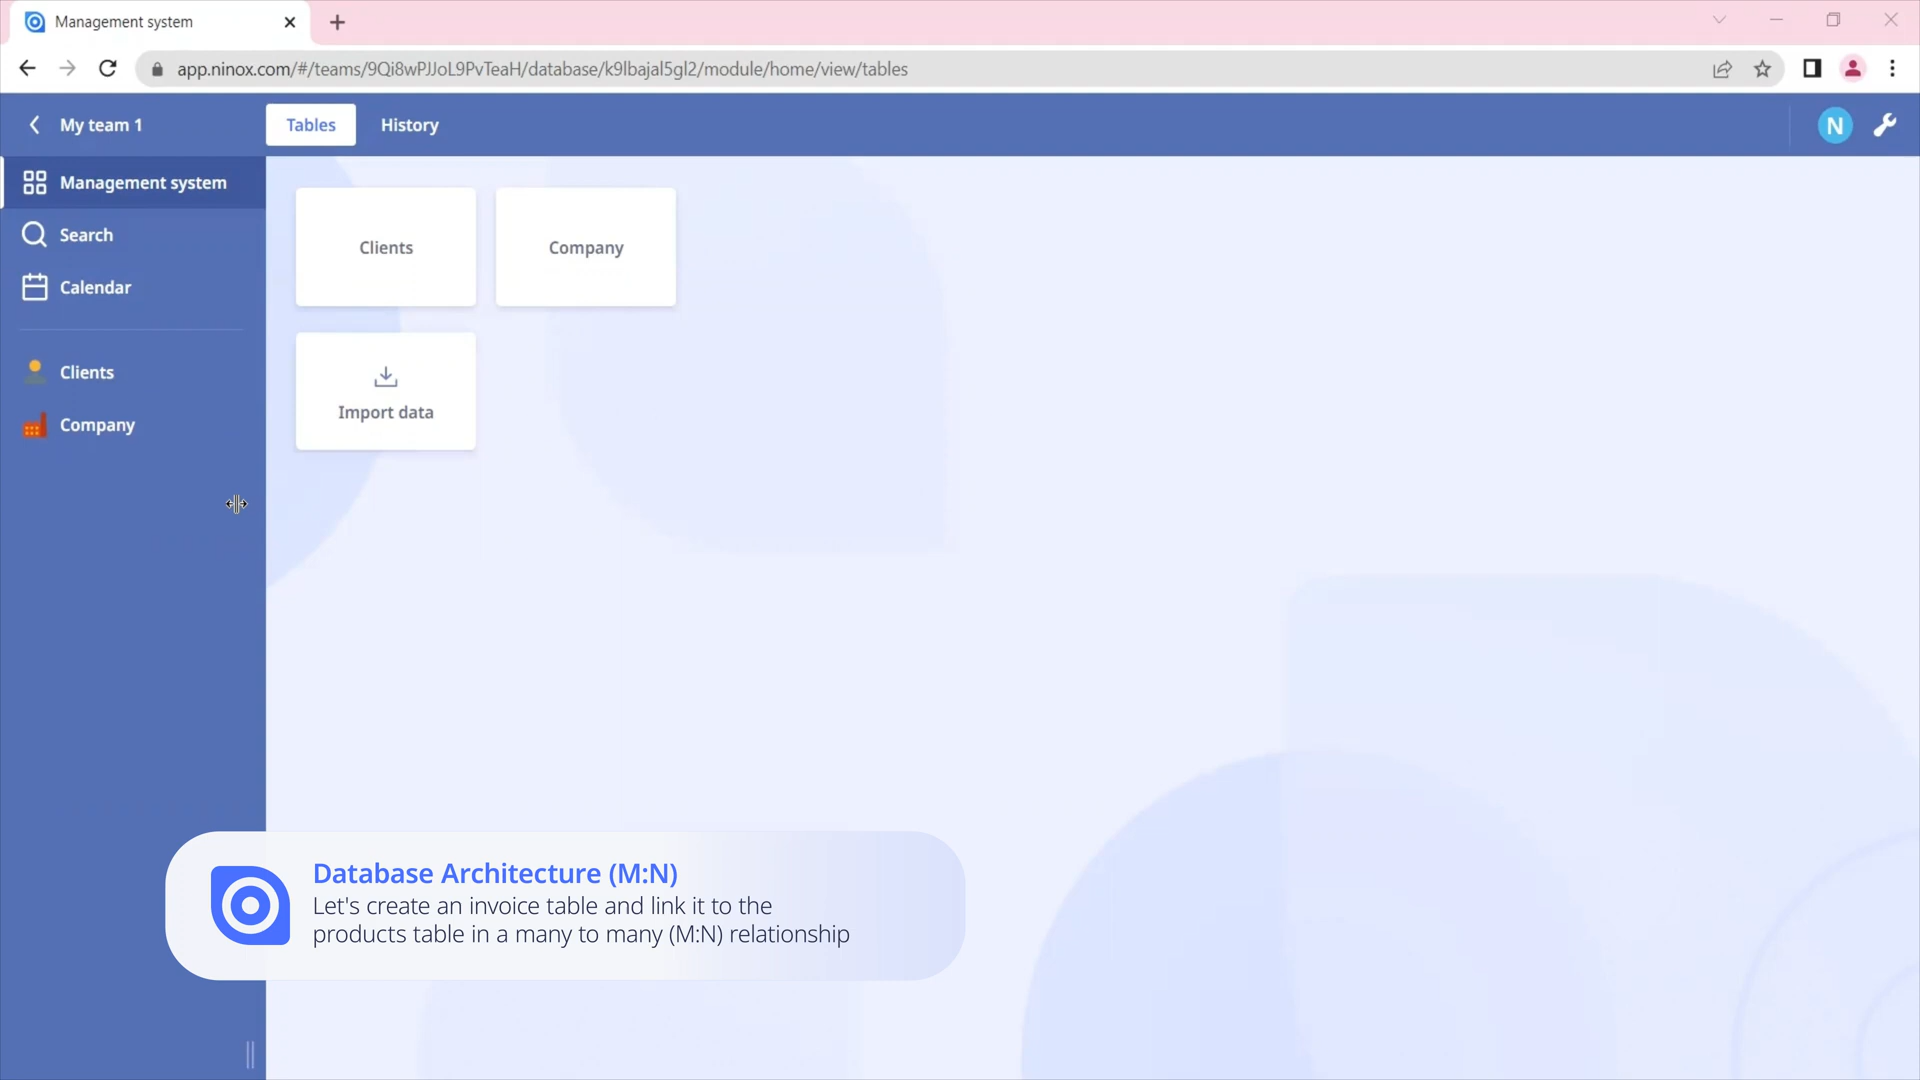 Management system
app.ninox.com/#/teams/9Qi8wPJJoL9PvTeaH/database/k9lbajal5gl2/module/home/view/tables
My team 1
Tables
History
N
Management system
Search
Calendar
Clients
Company
Clients
Company
Import data
Database Architecture (M:N)
Let's create an invoice table and link it to the
products table in a many to many (M:N) relationship